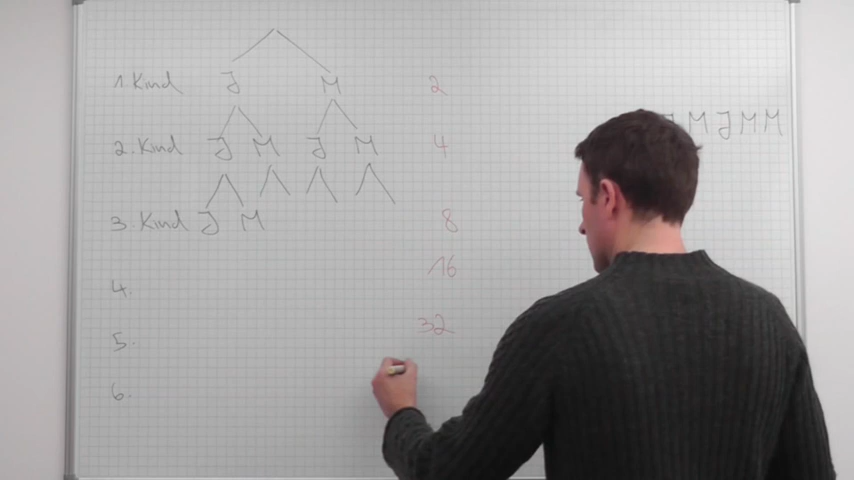 1. Kind J M 2
J M J M M
2. Kind J M J M 4
3. Kind J M 8
16
4.
32
5.
6.